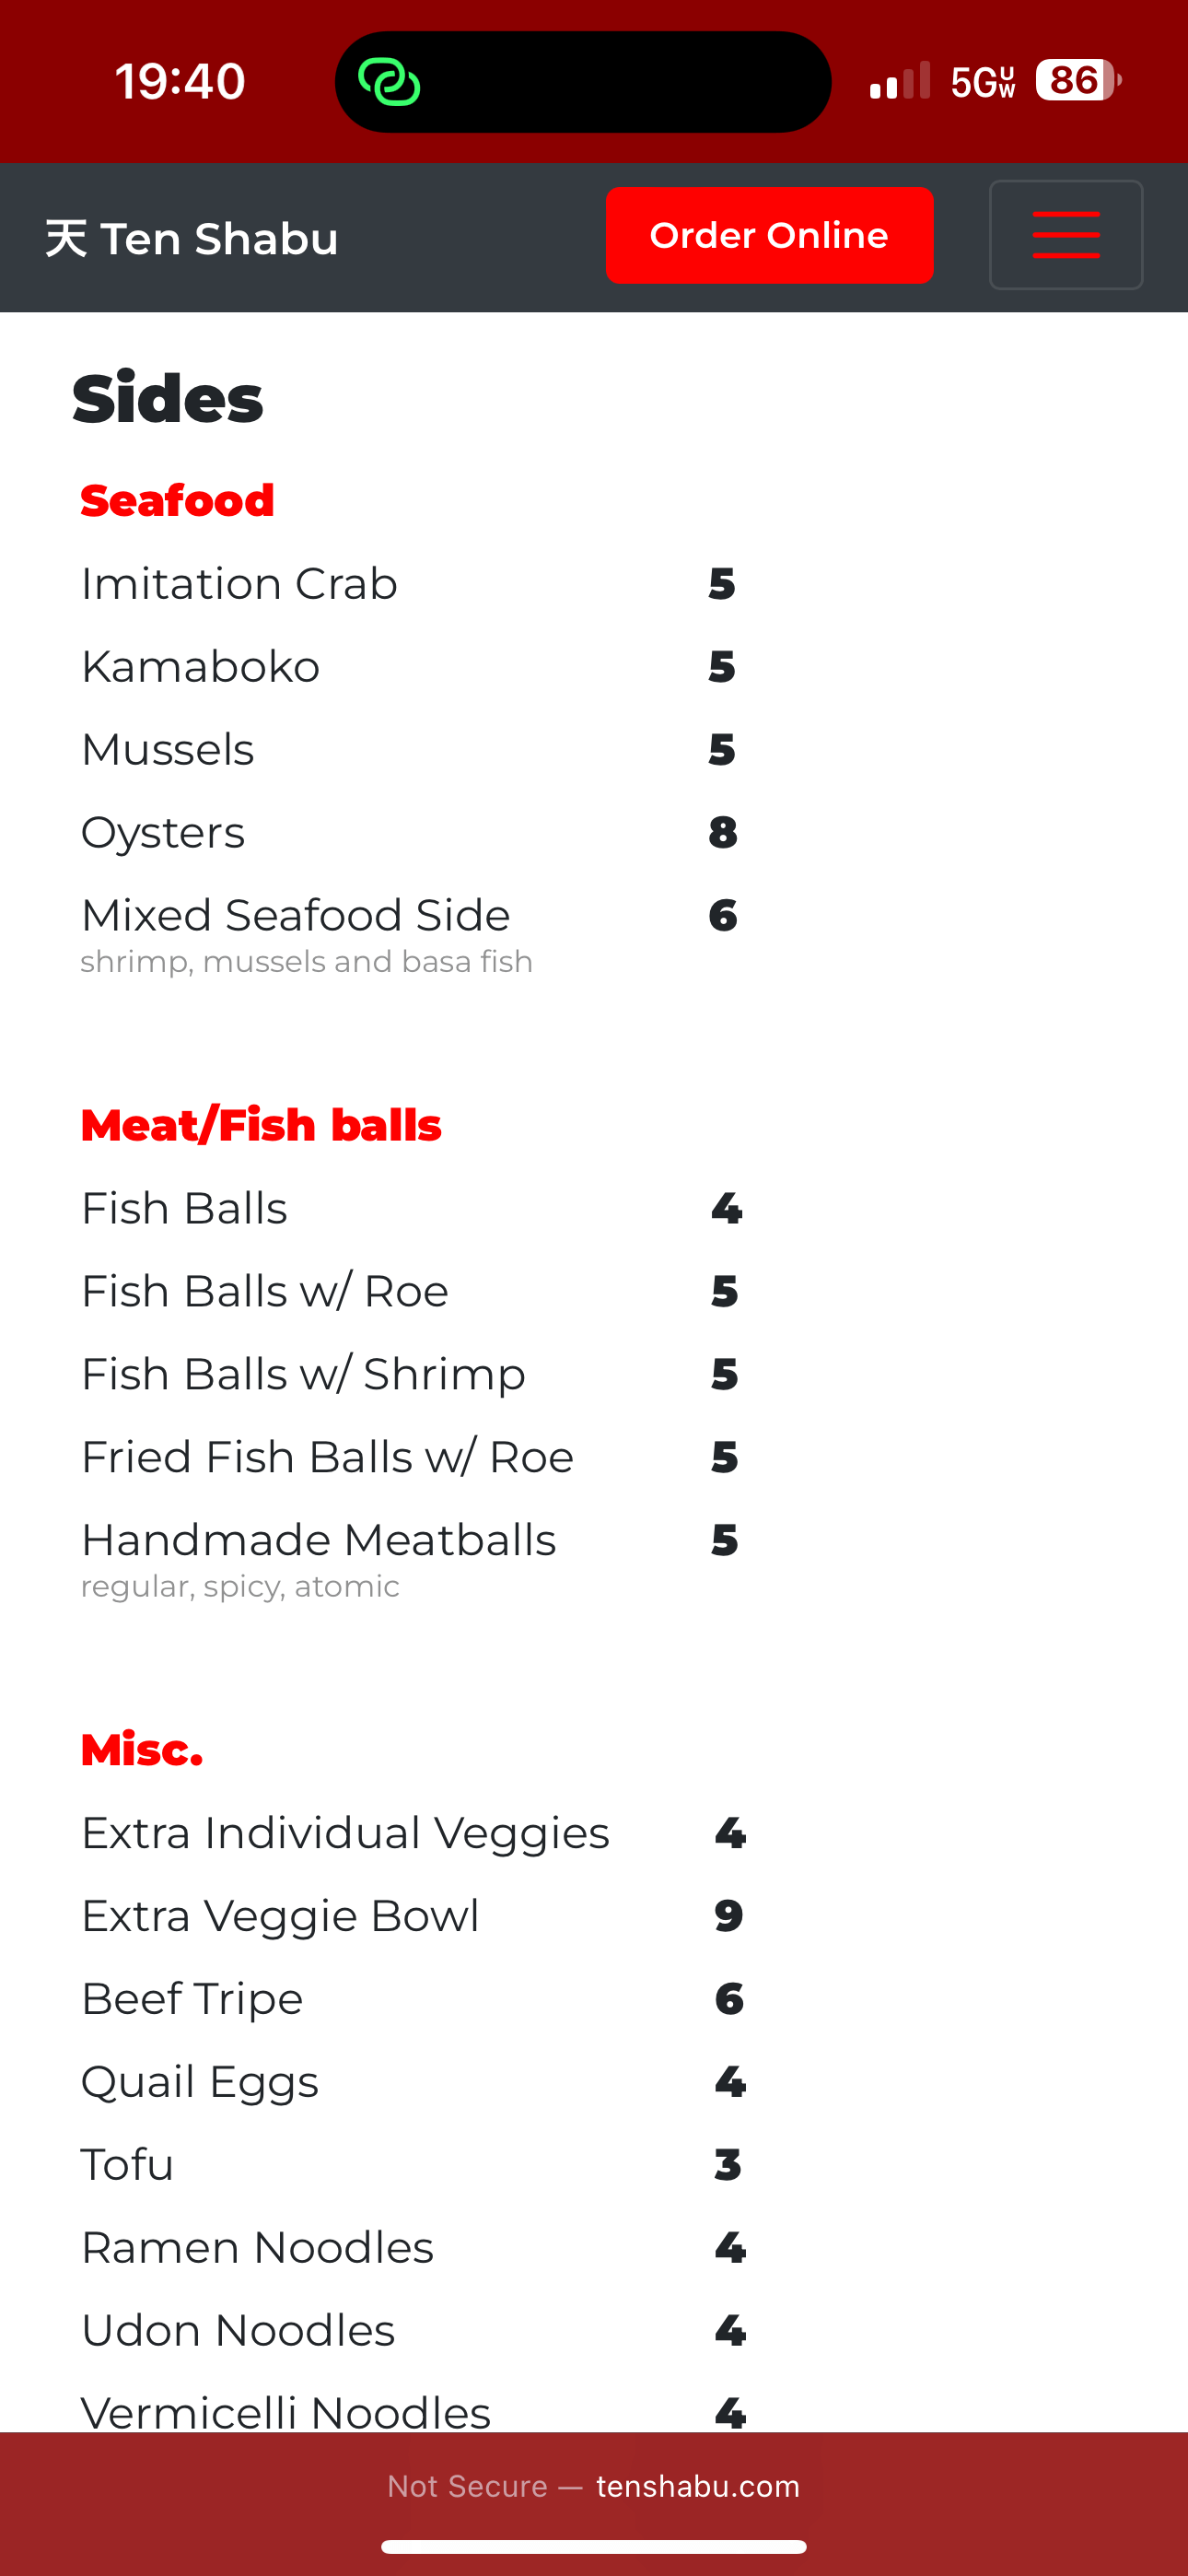 19:40
5G UW
86
天 Ten Shabu
Order Online
Sides
Seafood
Imitation Crab 5
Kamaboko 5
Mussels 5
Oysters 8
Mixed Seafood Side 6
shrimp, mussels and basa fish
Meat/Fish balls
Fish Balls 4
Fish Balls w/ Roe 5
Fish Balls w/ Shrimp 5
Fried Fish Balls w/ Roe 5
Handmade Meatballs 5
regular, spicy, atomic
Misc.
Extra Individual Veggies 4
Extra Veggie Bowl 9
Beef Tripe 6
Quail Eggs 4
Tofu 3
Ramen Noodles 4
Udon Noodles 4
Vermicelli Noodles 4
Not Secure — tenshabu.com